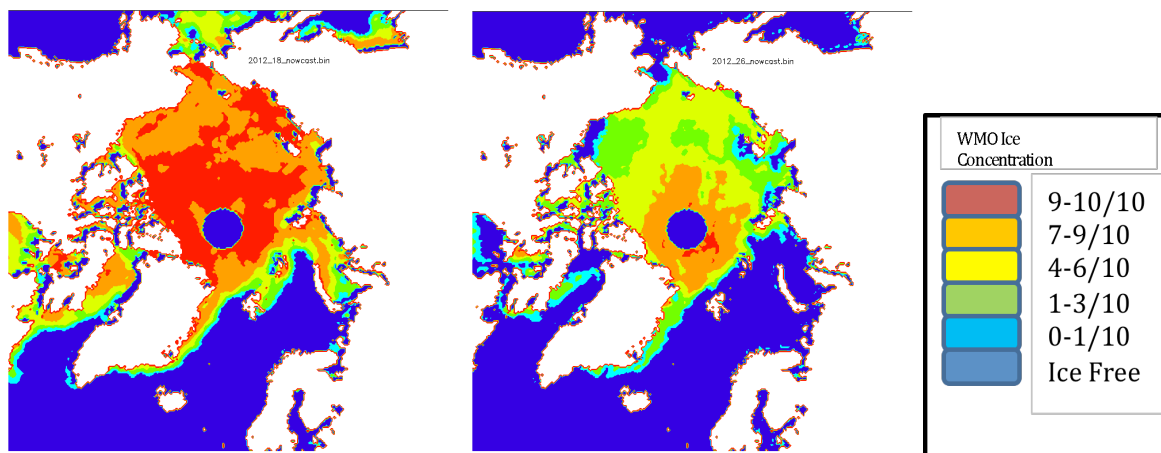 2012_18_nowcast.bin
2012_26_nowcast.bin
WMO Ice
Concentration
9-10/10
7-9/10
4-6/10
1-3/10
0-1/10
Ice Free